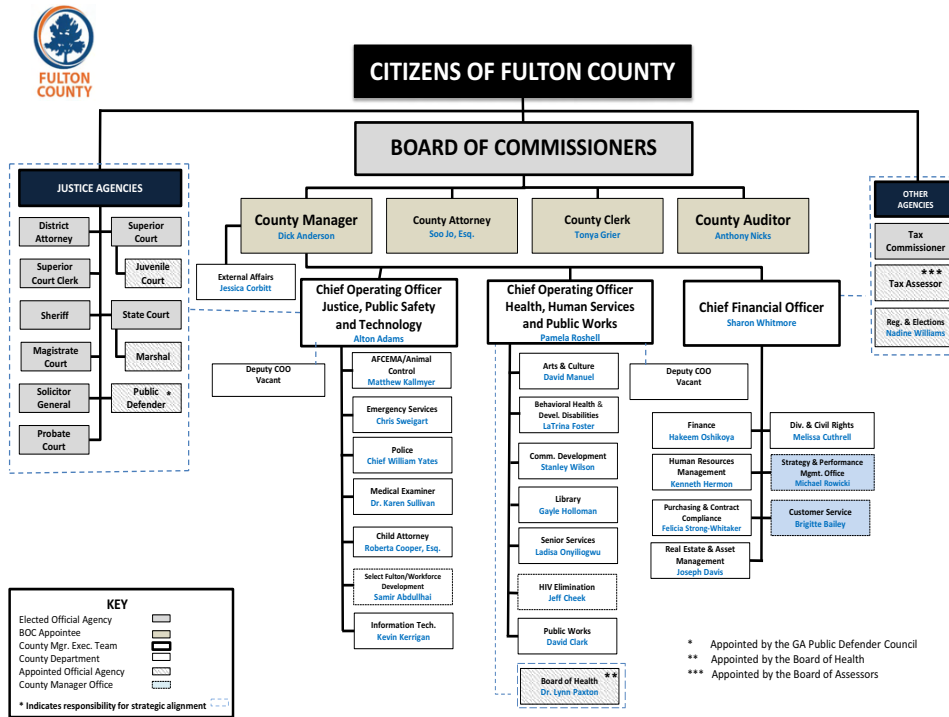 FULTON
COUNTY
CITIZENS OF FULTON COUNTY
BOARD OF COMMISSIONERS
JUSTICE AGENCIES
District
Attorney
Superior
Court
Superior
Court Clerk
Juvenile
Court
Sheriff
State Court
Magistrate
Court
Marshal
Solicitor
General
Public *
Defender
Probate
Court
County Manager
Dick Anderson
County Attorney
Soo Jo, Esq.
County Clerk
Tonya Grier
County Auditor
Anthony Nicks
OTHER
AGENCIES
Tax
Commissioner
***
Tax Assessor
Reg. & Elections
Nadine Williams
External Affairs
Jessica Corbitt
Chief Operating Officer
Justice, Public Safety
and Technology
Alton Adams
Chief Operating Officer
Health, Human Services
and Public Works
Pamela Roshell
Chief Financial Officer
Sharon Whitmore
Deputy COO
Vacant
AFCEMA/Animal
Control
Matthew Kallmyer
Emergency Services
Chris Sweigart
Police
Chief William Yates
Medical Examiner
Dr. Karen Sullivan
Child Attorney
Roberta Cooper, Esq.
Select Fulton/Workforce
Development
Samir Abdullhai
Information Tech.
Kevin Kerrigan
Arts & Culture
David Manuel
Behavioral Health &
Devel. Disabilities
LaTrina Foster
Comm. Development
Stanley Wilson
Library
Gayle Holloman
Senior Services
Ladisa Onyiliogwu
HIV Elimination
Jeff Cheek
Public Works
David Clark
Board of Health **
Dr. Lynn Paxton
Deputy COO
Vacant
Finance
Hakeem Oshikoya
Div. & Civil Rights
Melissa Cuthrell
Human Resources
Management
Kenneth Hermon
Strategy & Performance
Mgmt. Office
Michael Rowicki
Purchasing & Contract
Compliance
Felicia Strong-Whitaker
Customer Service
Brigitte Bailey
Real Estate & Asset
Management
Joseph Davis
KEY
Elected Official Agency
BOC Appointee
County Mgr. Exec. Team
County Department
Appointed Official Agency
County Manager Office
* Indicates responsibility for strategic alignment
* Appointed by the GA Public Defender Council
** Appointed by the Board of Health
*** Appointed by the Board of Assessors